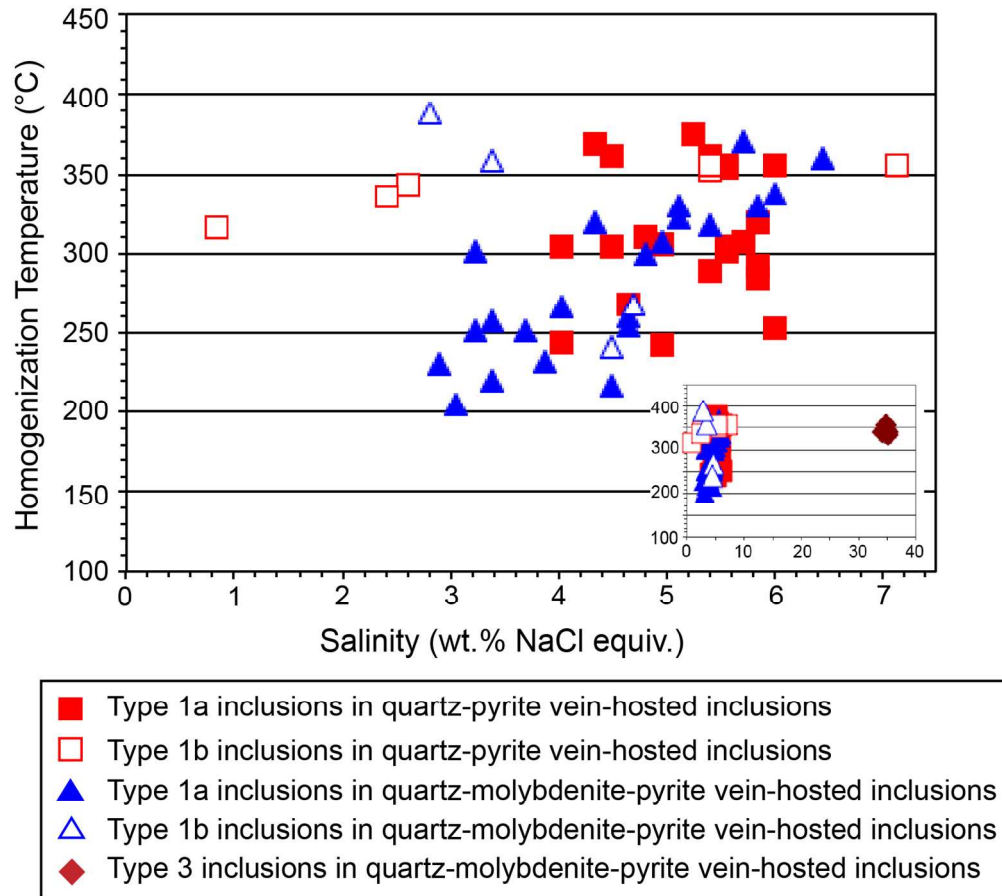 450
400
350
300
250
200
150
100
Homogenization Temperature (°C)
400
300
200
100
0 10 20 30 40
0 1 2 3 4 5 6 7
Salinity (wt.% NaCl equiv.)
Type 1a inclusions in quartz-pyrite vein-hosted inclusions
Type 1b inclusions in quartz-pyrite vein-hosted inclusions
Type 1a inclusions in quartz-molybdenite-pyrite vein-hosted inclusions
Type 1b inclusions in quartz-molybdenite-pyrite vein-hosted inclusions
Type 3 inclusions in quartz-molybdenite-pyrite vein-hosted inclusions